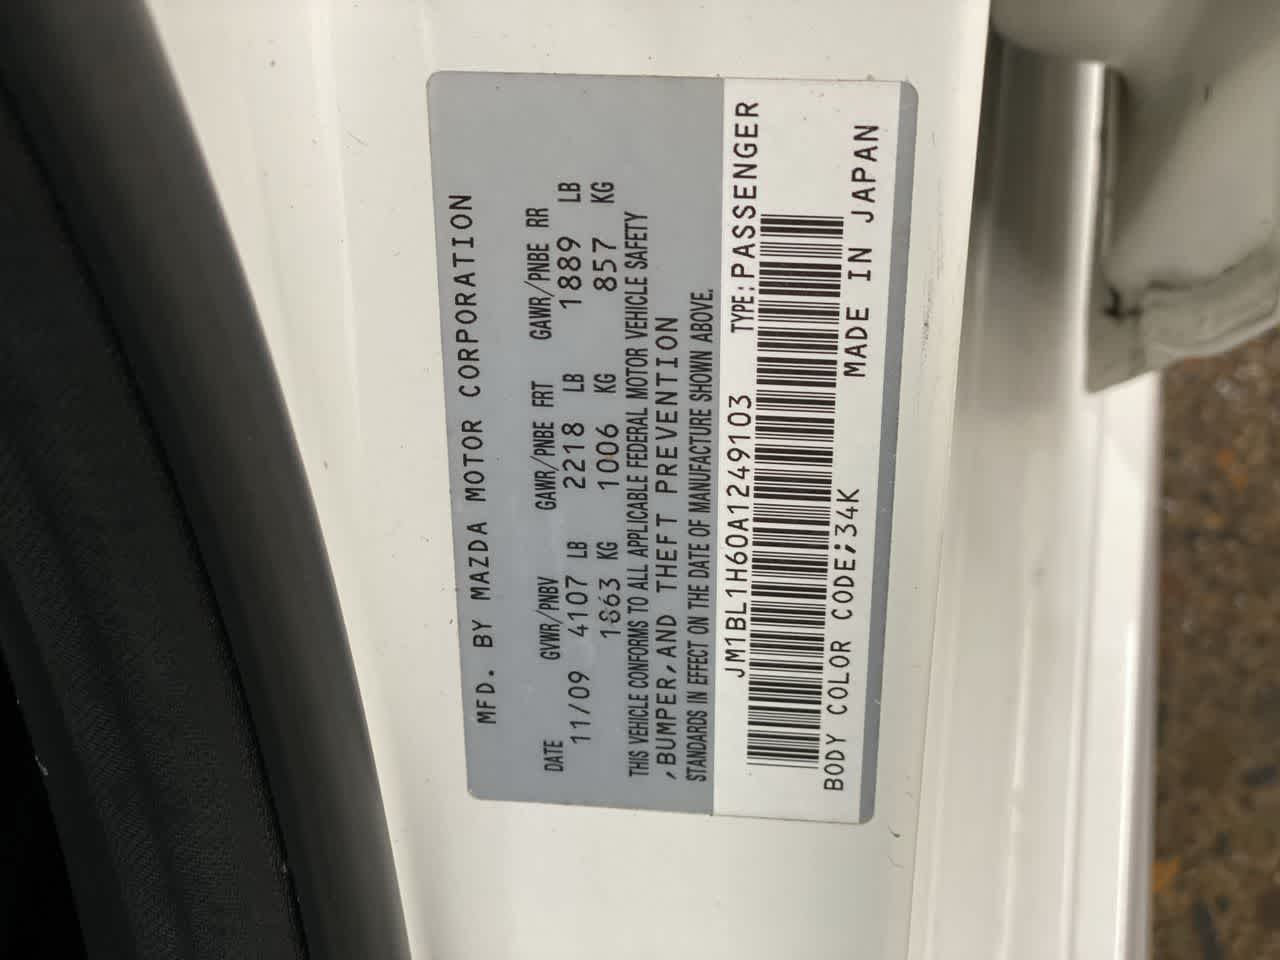 MFD. BY MAZDA MOTOR CORPORATION
DATE GVWR/PNBV GAWR/PNBE FRT GAWR/PNBE RR
11/09 4107 LB 2218 LB 1889 LB
1863 KG 1006 KG 857 KG
THIS VEHICLE CONFORMS TO ALL APPLICABLE FEDERAL MOTOR VEHICLE SAFETY
,BUMPER,AND THEFT PREVENTION
STANDARDS IN EFFECT ON THE DATE OF MANUFACTURE SHOWN ABOVE.
JM1BL1H60A1249103 TYPE:PASSENGER
BODY COLOR CODE;34K MADE IN JAPAN